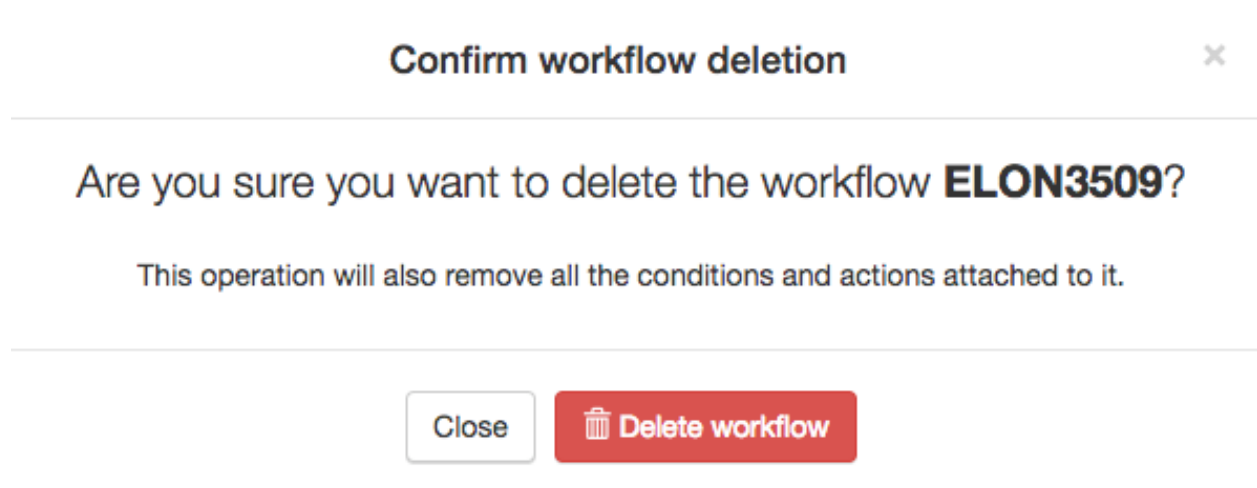 Confirm workflow deletion ×
Are you sure you want to delete the workflow ELON3509?
This operation will also remove all the conditions and actions attached to it.
Close Delete workflow